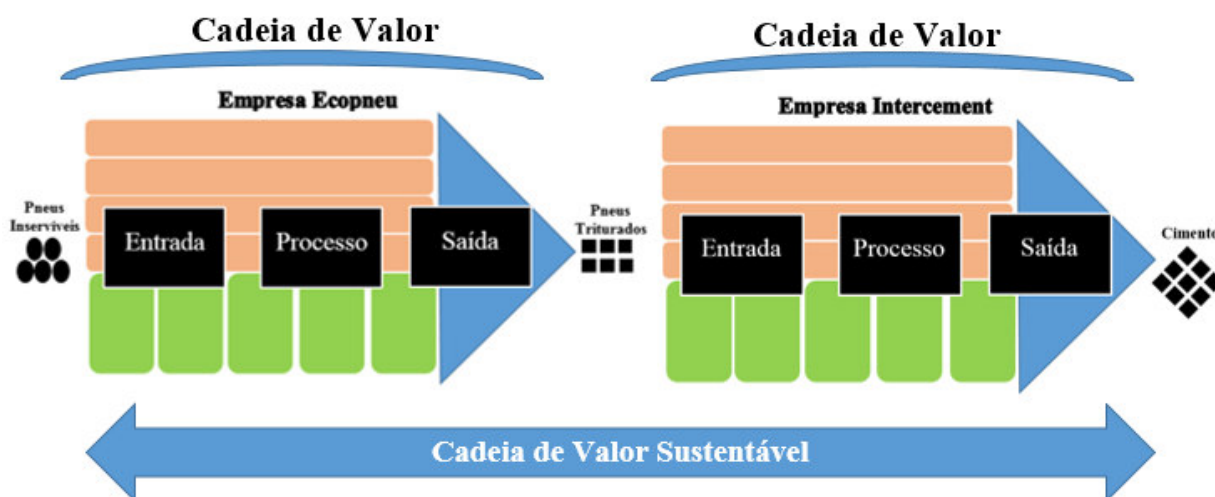 Cadeia de Valor
Cadeia de Valor
Empresa Ecopneu
Empresa Intercement
Pneus
Inservíveis
Entrada
Processo
Saída
Pneus
Triturados
Entrada
Processo
Saída
Cimento
Cadeia de Valor Sustentável